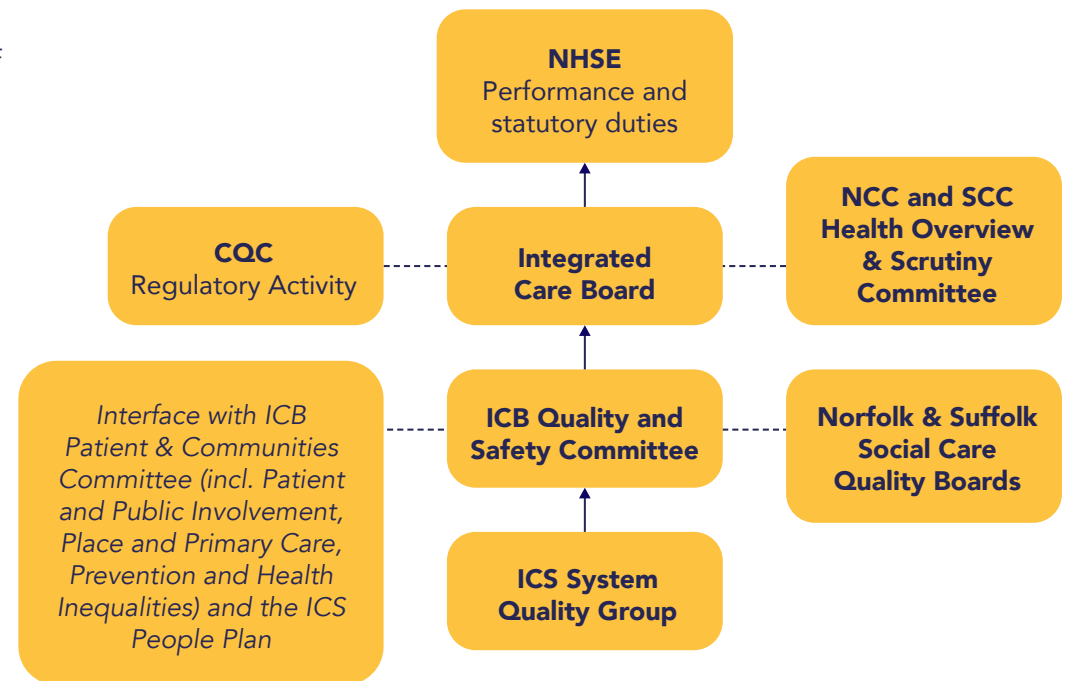 NHSE
Performance and
statutory duties
CQC
Regulatory Activity
Integrated
Care Board
NCC and SCC
Health Overview
& Scrutiny
Committee
Interface with ICB
Patient & Communities
Committee (incl. Patient
and Public Involvement,
Place and Primary Care,
Prevention and Health
Inequalities) and the ICS
People Plan
ICB Quality and
Safety Committee
Norfolk & Suffolk
Social Care
Quality Boards
ICS System
Quality Group